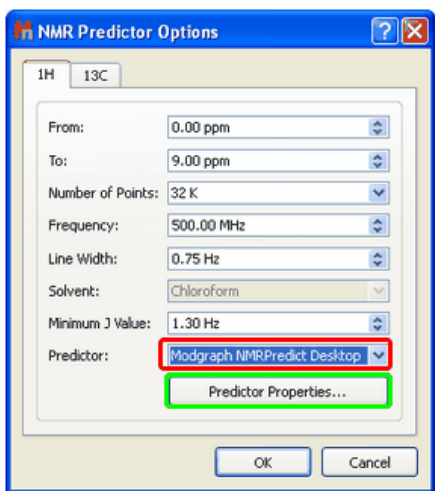 NMR Predictor Options
1H 13C
From: 0.00 ppm
To: 9.00 ppm
Number of Points: 32 K
Frequency: 500.00 MHz
Line Width: 0.75 Hz
Solvent: Chloroform
Minimum J Value: 1.30 Hz
Predictor: Modgraph NMRPredict Desktop
Predictor Properties...
OK Cancel